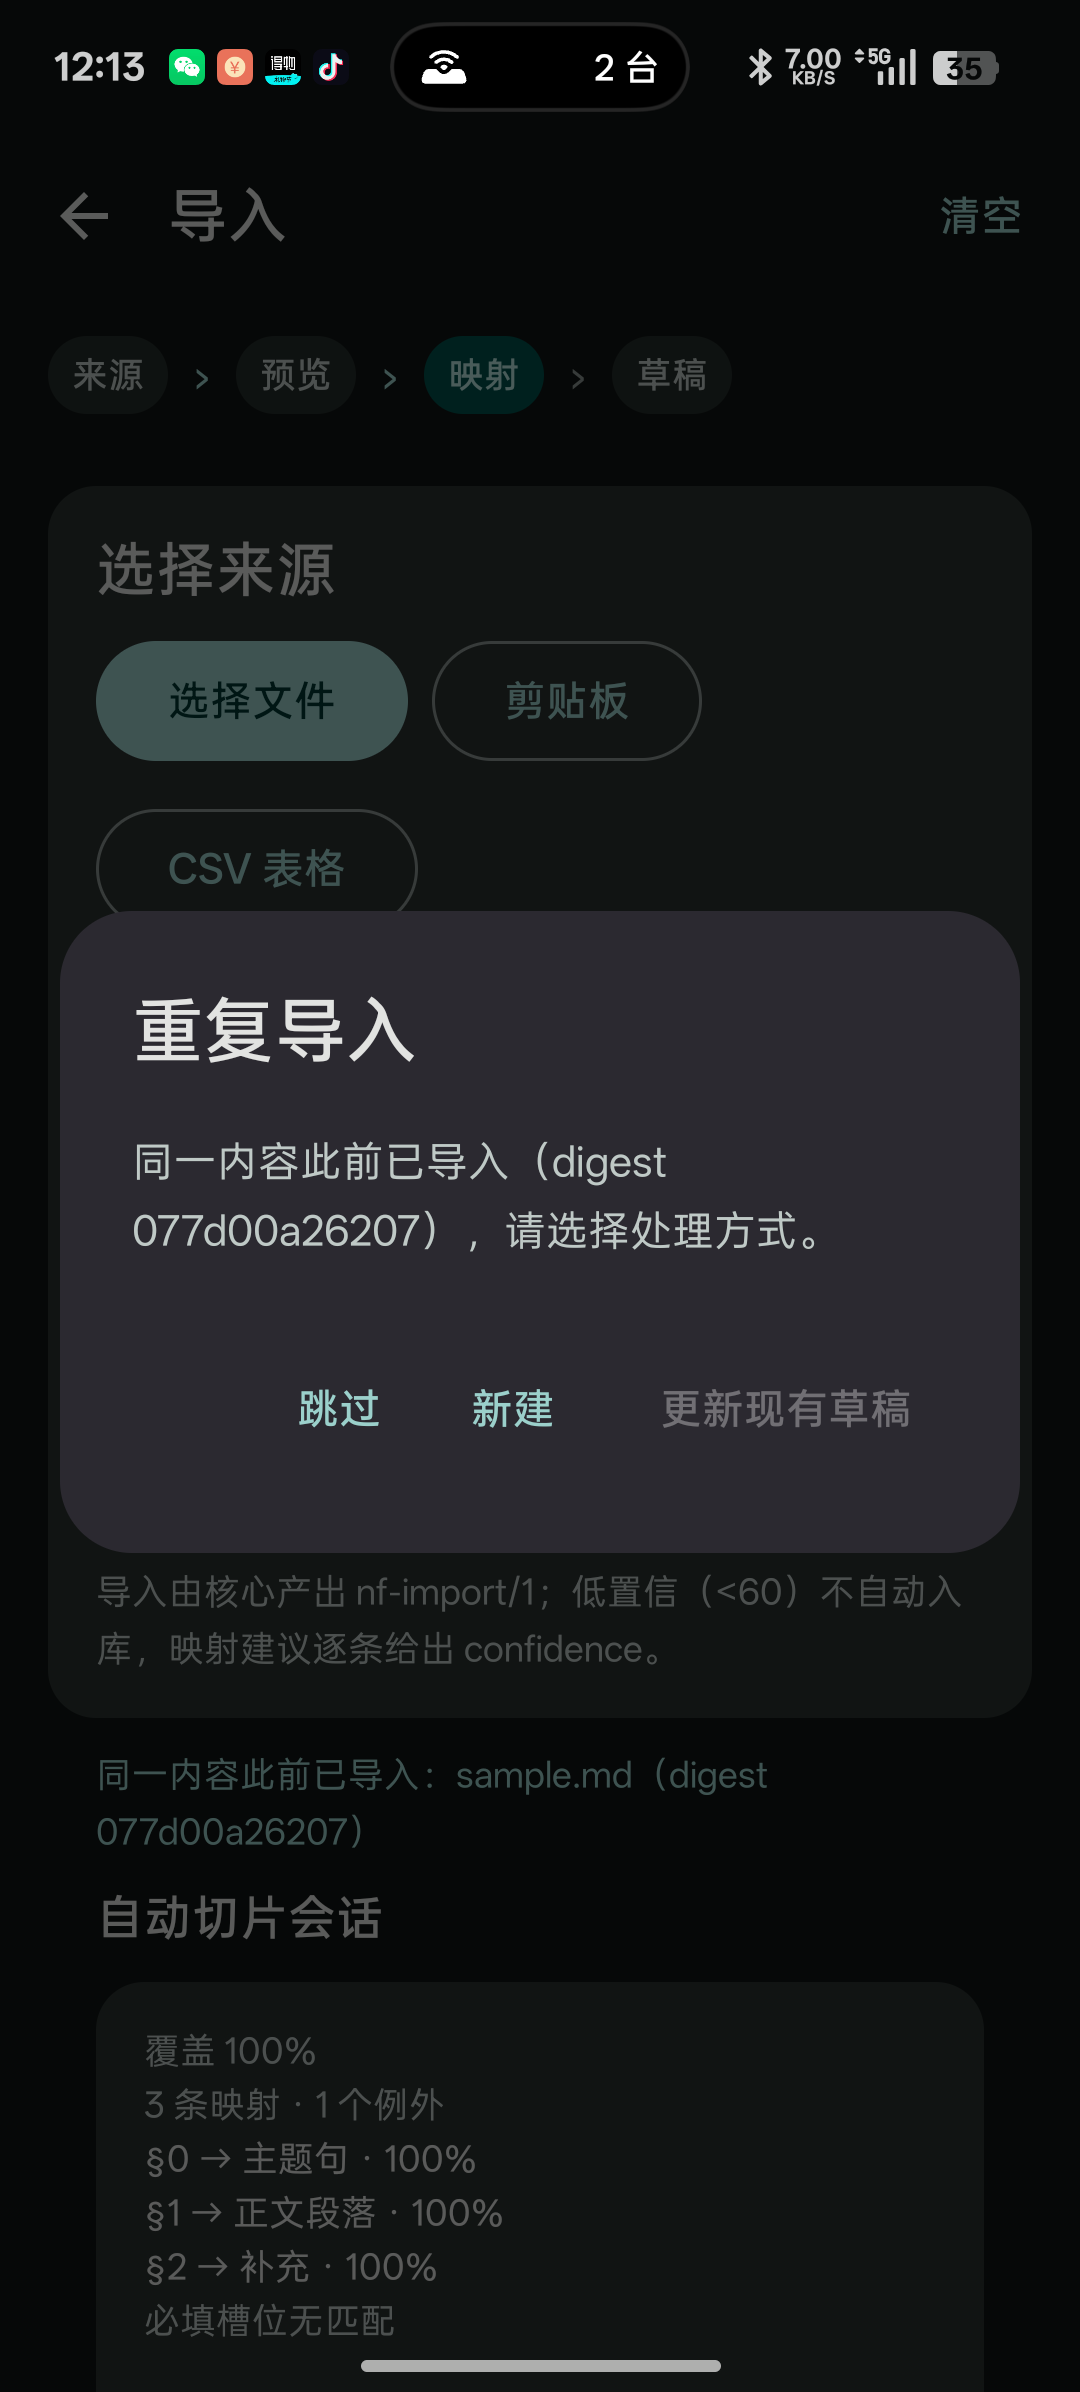 12:13
2 台
7.00
KB/S
5G
35
导入
清空
来源 › 预览 › 映射 › 草稿
选择来源
选择文件
剪贴板
CSV 表格
重复导入
同一内容此前已导入（digest
077d00a26207），请选择处理方式。
跳过
新建
更新现有草稿
导入由核心产出 nf-import/1；低置信（<60）不自动入
库，映射建议逐条给出 confidence。
同一内容此前已导入：sample.md（digest
077d00a26207）
自动切片会话
覆盖 100%
3 条映射 · 1 个例外
§0 → 主题句 · 100%
§1 → 正文段落 · 100%
§2 → 补充 · 100%
必填槽位无匹配